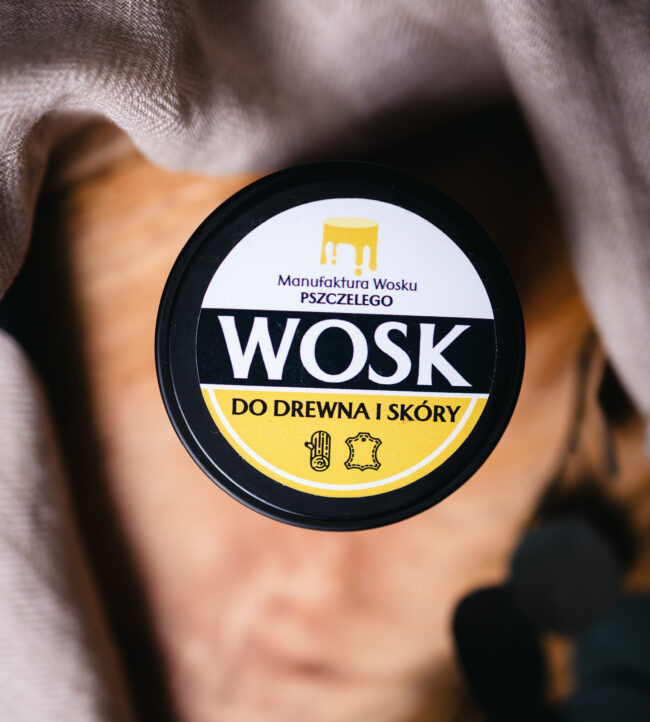 Manufaktura Wosku
PSZCZELEGO
WOSK
DO DREWNA I SKÓRY